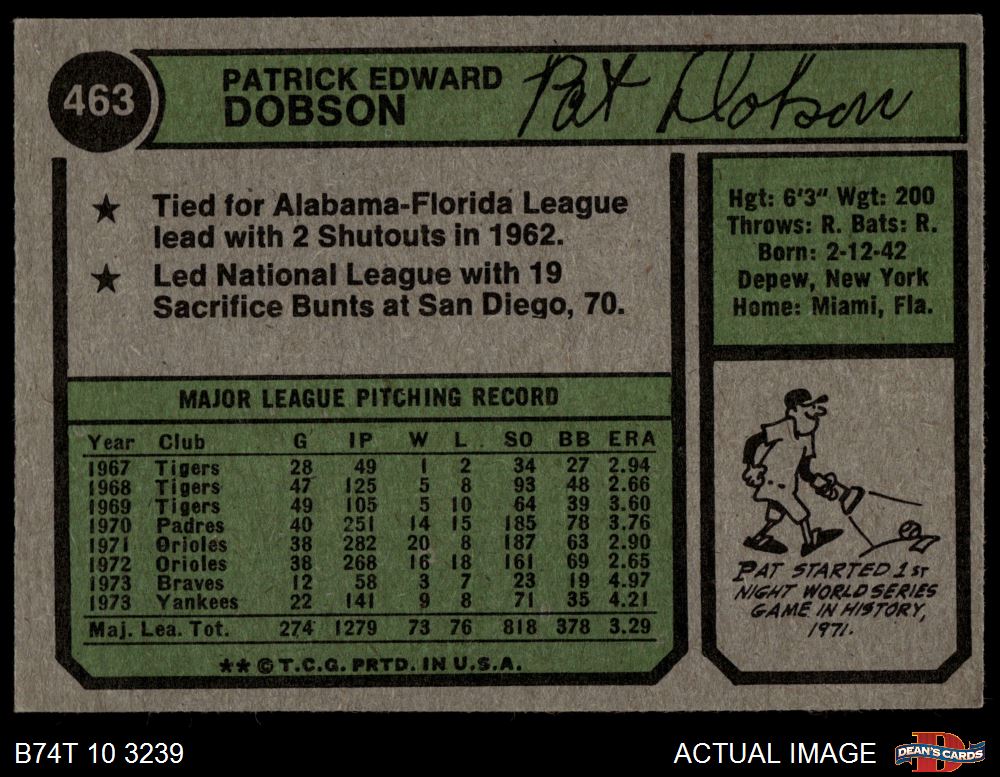 463
PATRICK EDWARD
DOBSON
Pat Dobson
★ Tied for Alabama-Florida League
lead with 2 Shutouts in 1962.
★ Led National League with 19
Sacrifice Bunts at San Diego, 70.
Hgt: 6'3" Wgt: 200
Throws: R. Bats: R.
Born: 2-12-42
Depew, New York
Home: Miami, Fla.
MAJOR LEAGUE PITCHING RECORD
Year Club G IP W L SO BB ERA
1967 Tigers 28 49 1 2 34 27 2.94
1968 Tigers 47 125 5 8 93 48 2.66
1969 Tigers 49 105 5 10 64 39 3.60
1970 Padres 40 251 14 15 185 78 3.76
1971 Orioles 38 282 20 8 187 63 2.90
1972 Orioles 38 268 16 18 161 69 2.65
1973 Braves 12 58 3 7 23 19 4.97
1973 Yankees 22 141 9 8 71 35 4.21
Maj. Lea. Tot. 274 1279 73 76 818 378 3.29
** © T.C.G. PRTD. IN U.S.A.
PAT STARTED 1ST
NIGHT WORLD SERIES
GAME IN HISTORY,
1971.
B74T 10 3239
ACTUAL IMAGE
D
DEAN'S CARDS